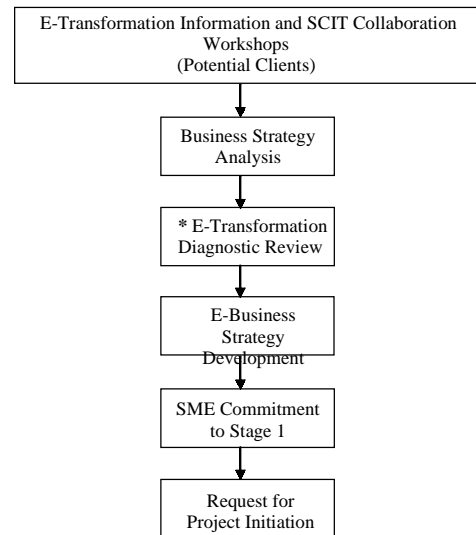 E-Transformation Information and SCIT Collaboration
Workshops
(Potential Clients)
Business Strategy
Analysis
* E-Transformation
Diagnostic Review
E-Business
Strategy
Development
SME Commitment
to Stage 1
Request for
Project Initiation